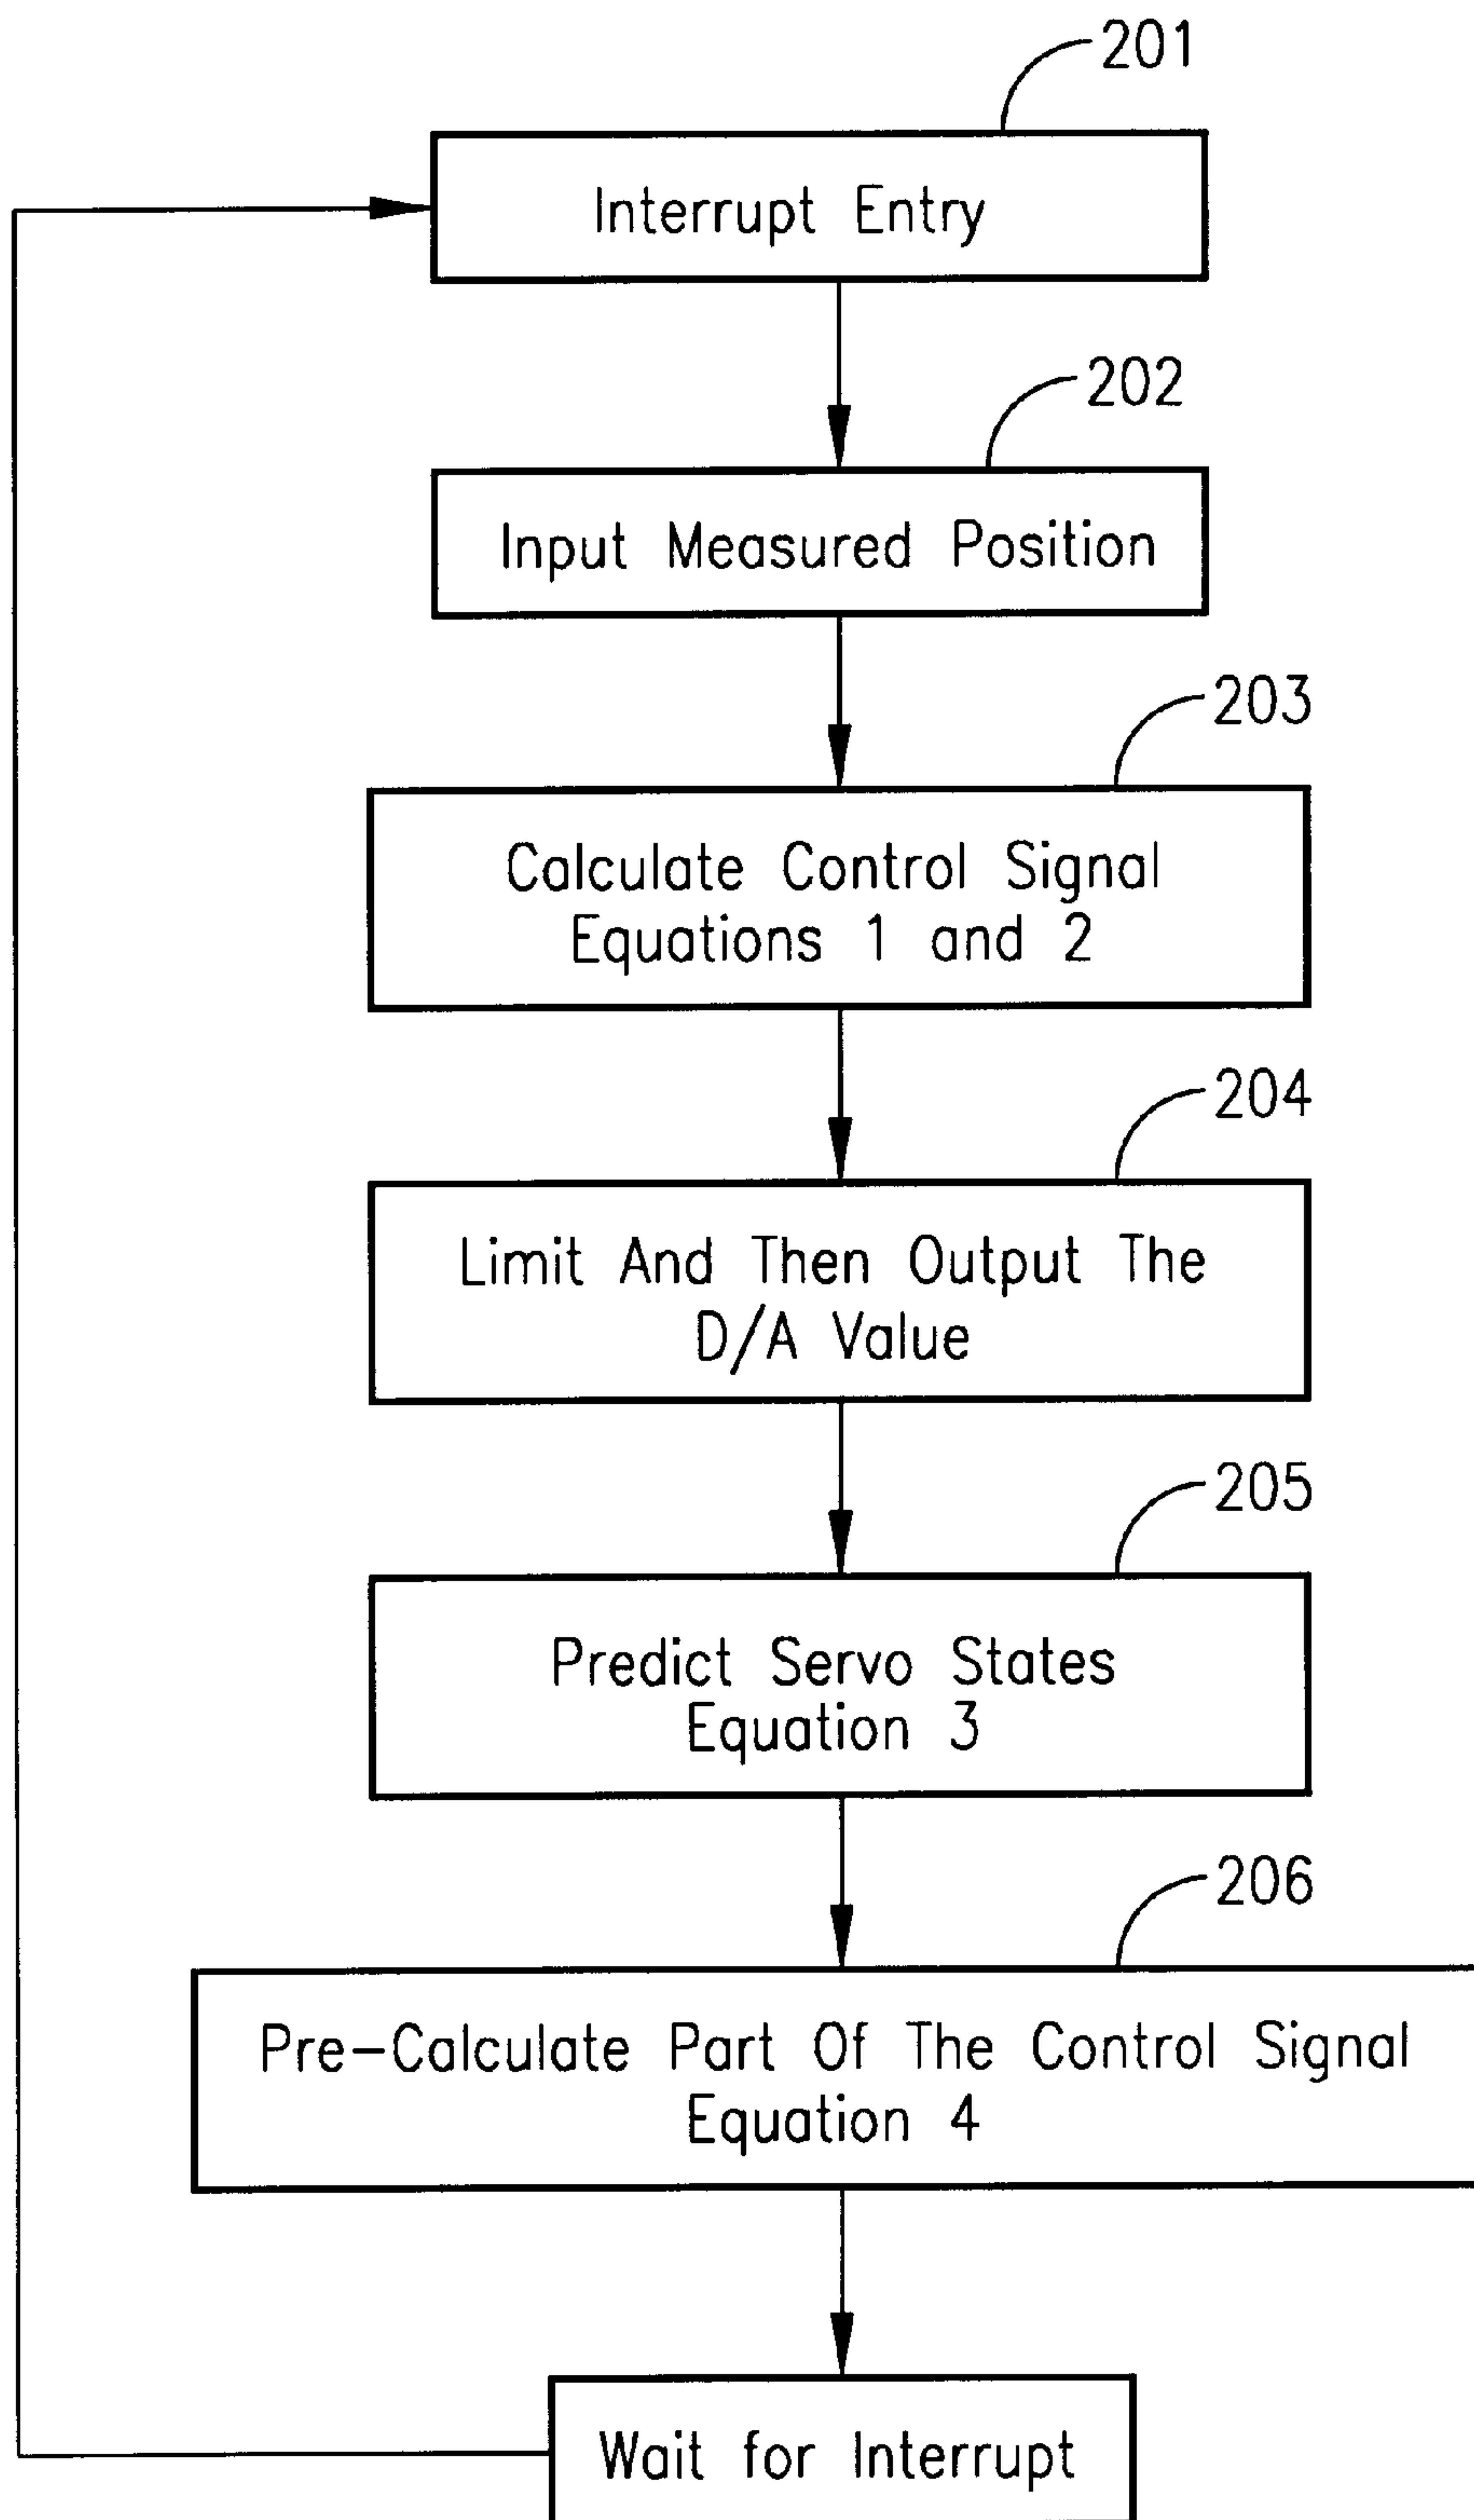 201
Interrupt Entry
202
Input Measured Position
203
Calculate Control Signal
Equations 1 and 2
204
Limit And Then Output The
D/A Value
205
Predict Servo States
Equation 3
206
Pre-Calculate Part Of The Control Signal
Equation 4
Wait for Interrupt